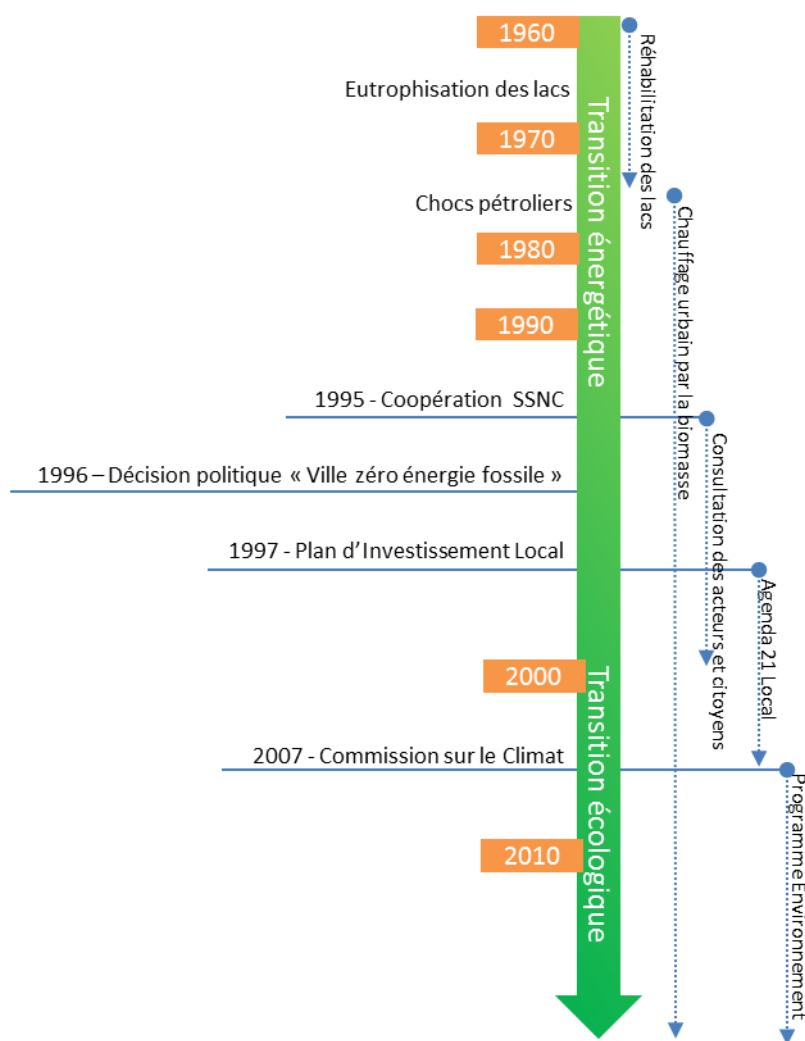 1960
Réhabilitation des lacs
Eutrophisation des lacs
Transition énergétique
1970
Chocs pétroliers
Chauffage urbain par la biomasse
1980
1990
1995 - Coopération SSNC
Consultation des acteurs et citoyens
1996 – Décision politique « Ville zéro énergie fossile »
1997 - Plan d'Investissement Local
Agenda 21 Local
2000
Transition écologique
2007 - Commission sur le Climat
Programme Environnement
2010